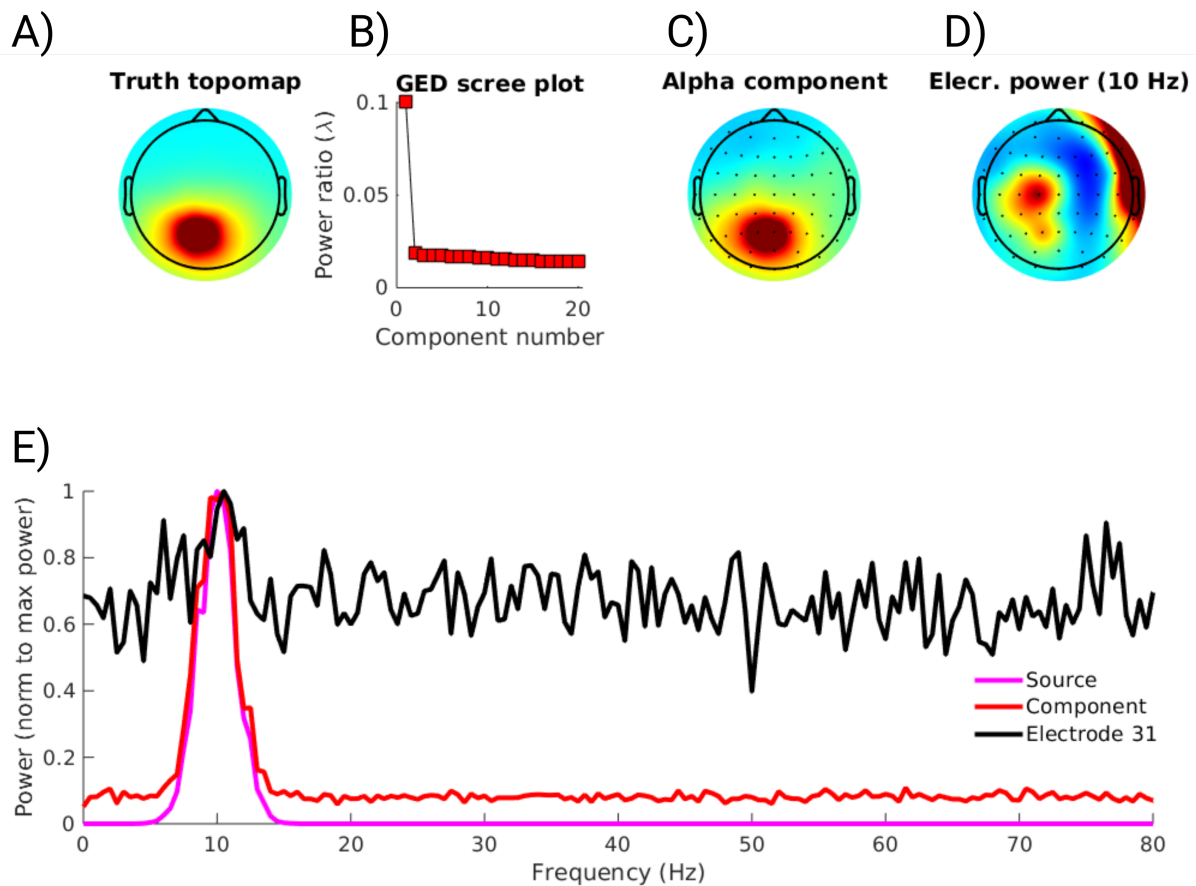 A)
B)
C)
D)
Truth topomap
GED scree plot
Alpha component
Elecr. power (10 Hz)
Power ratio (λ)
0.1
0.05
0
0
10
20
Component number
E)
Power (norm to max power)
1
0.8
0.6
0.4
0.2
0
Source
Component
Electrode 31
0
10
20
30
40
50
60
70
80
Frequency (Hz)